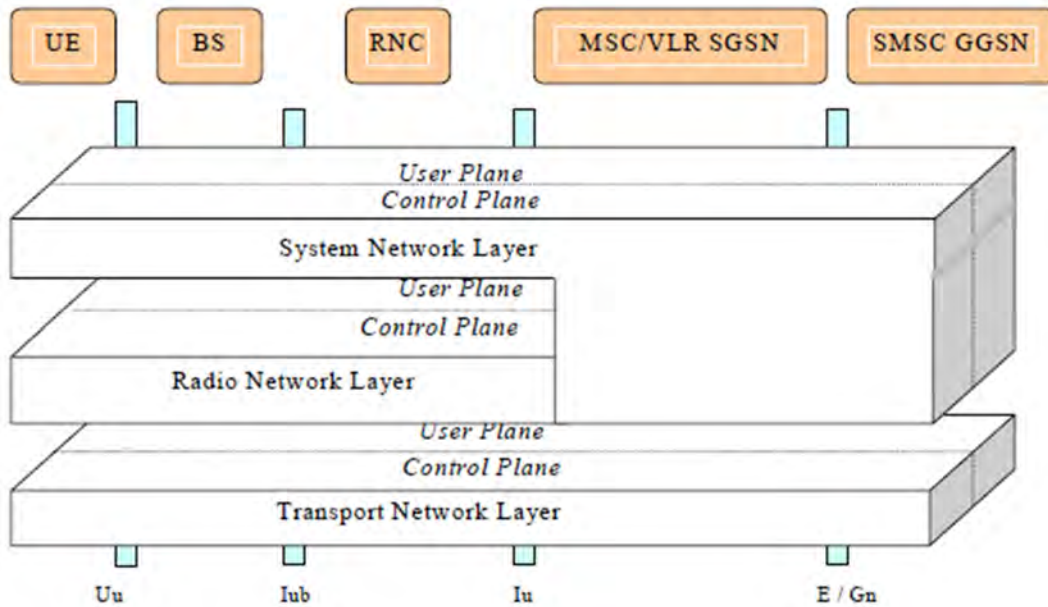 UE
BS
RNC
MSC/VLR SGSN
SMSC GGSN
User Plane
Control Plane
System Network Layer
User Plane
Control Plane
Radio Network Layer
User Plane
Control Plane
Transport Network Layer
Uu
Iub
Iu
E / Gn